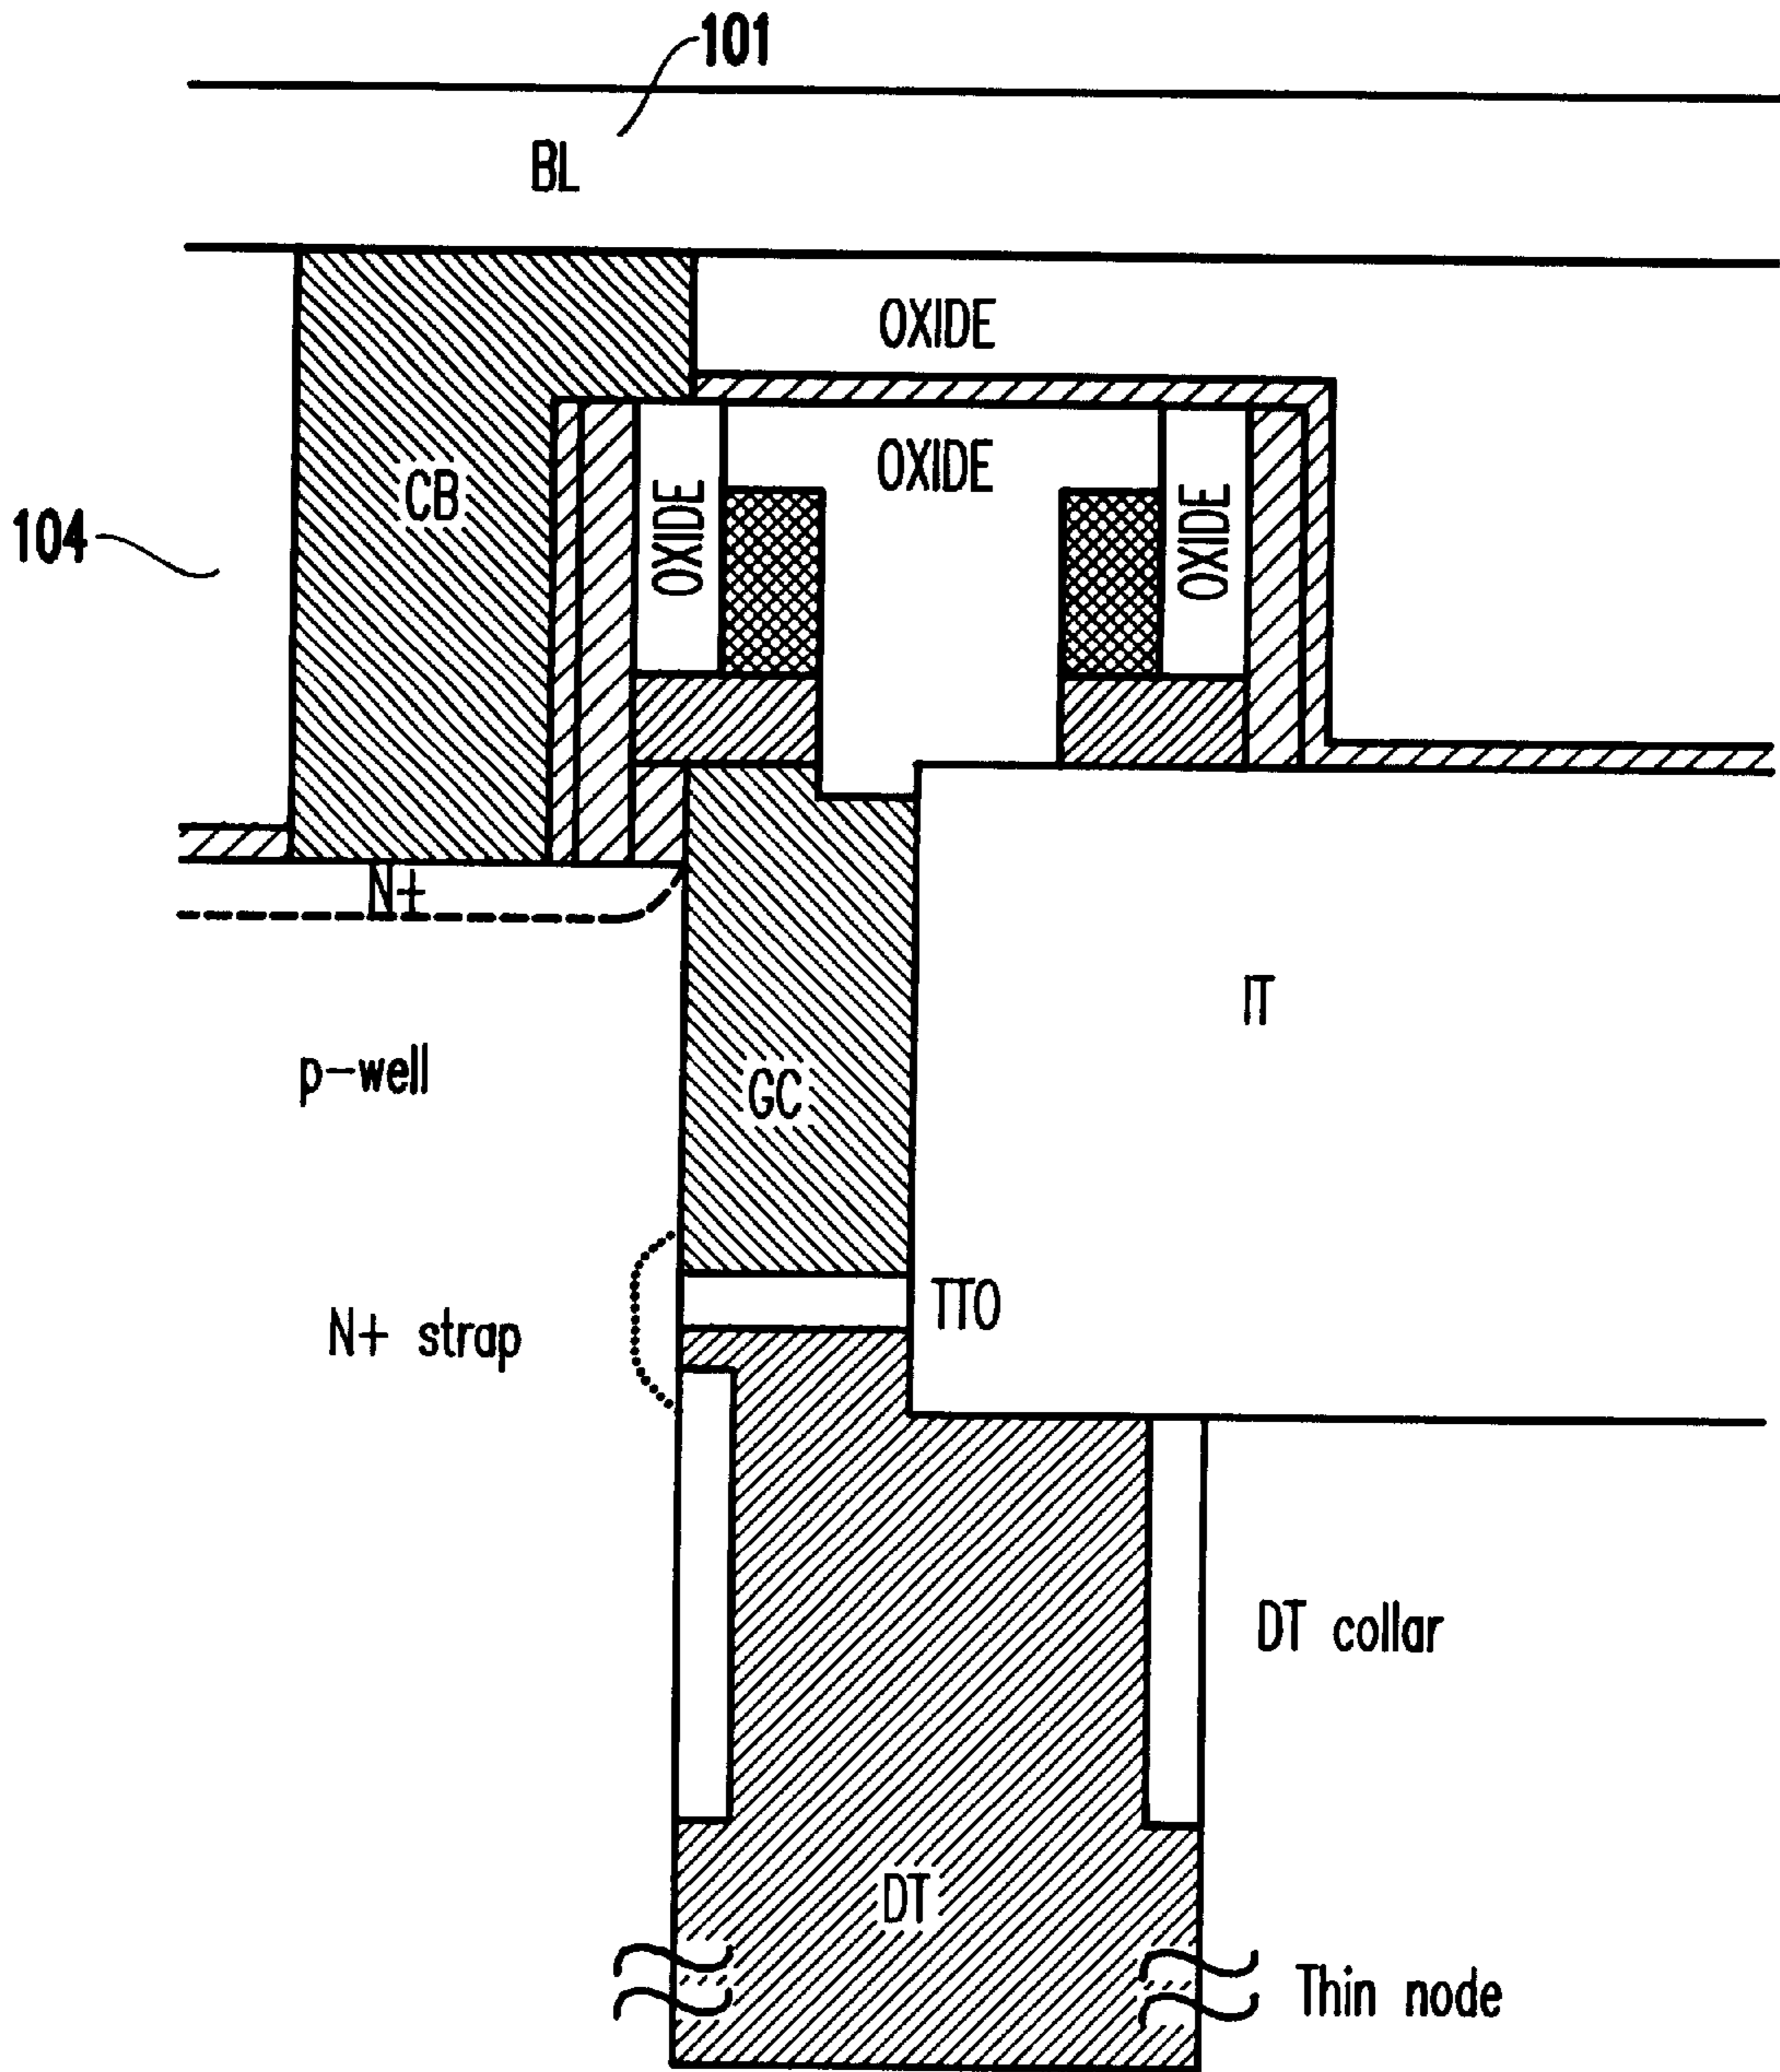 101
BL
OXIDE
OXIDE
CB
OXIDE
OXIDE
104
N+
IT
p-well
GC
TTO
N+ strap
DT collar
DT
Thin node